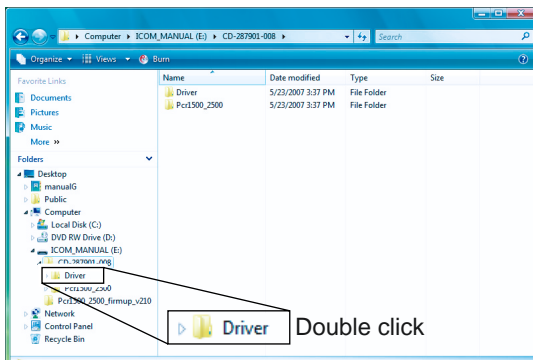 Computer ▸ ICOM_MANUAL (E:) ▸ CD-287901-008 ▸ Search
Organize Views Burn
Favorite Links
Documents
Pictures
Music
More »
Folders
Desktop
manualG
Public
Computer
Local Disk (C:)
DVD RW Drive (D:)
ICOM_MANUAL (E:)
CD-287901-008
Driver
Pcr1500_2500
Pcr1500_2500_firmup_v210
Network
Control Panel
Recycle Bin
Name Date modified Type Size
Driver 5/23/2007 3:37 PM File Folder
Pcr1500_2500 5/23/2007 3:37 PM File Folder
Driver Double click